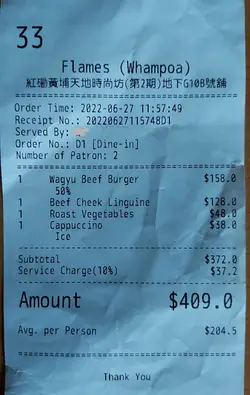 33
Flames (Whampoa)
紅磡黃埔天地時尚坊(第2期)地下G10B號舖
Order Time: 2022-06-27 11:57:49
Receipt No.: 20220627115748D1
Served By:
Order No.: D1 [Dine-in]
Number of Patron: 2
1 Wagyu Beef Burger $158.0
50%
1 Beef Cheek Linguine $128.0
1 Roast Vegetables $48.0
1 Cappuccino $38.0
Ice
Subtotal $372.0
Service Charge(10%) $37.2
Amount $409.0
Avg. per Person $204.5
Thank You